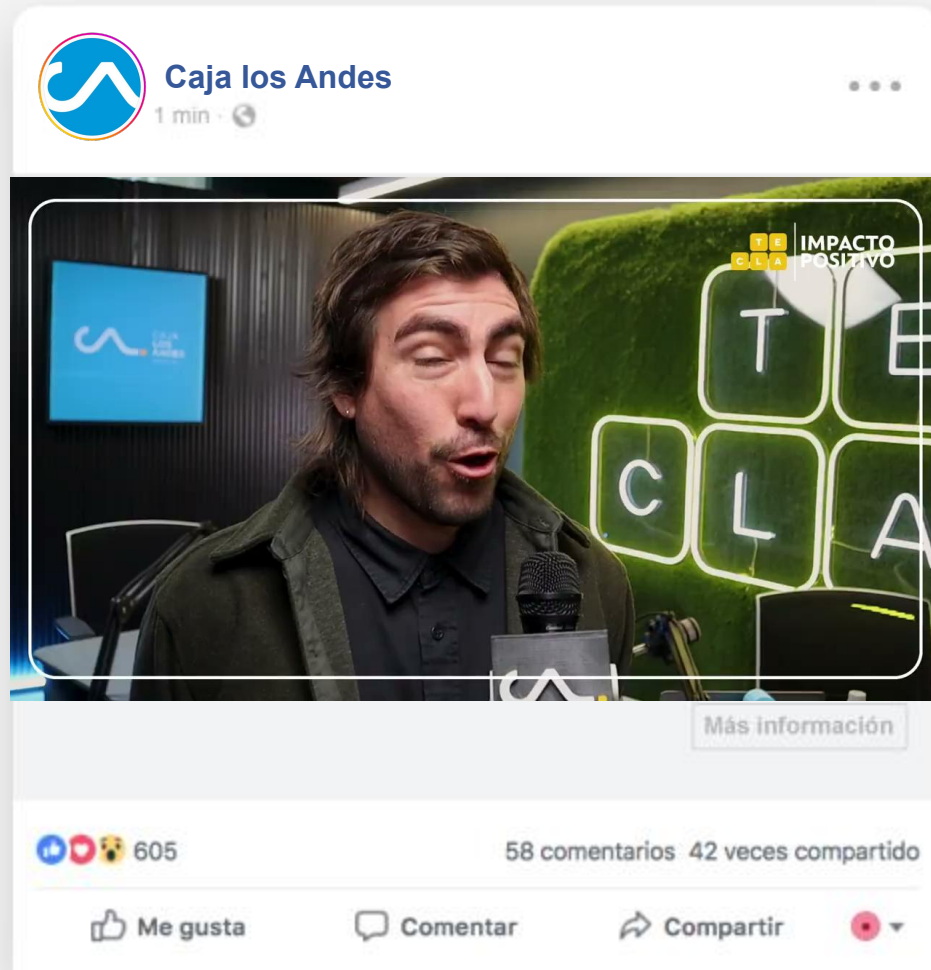 Caja los Andes
1 min ·
TE
CLA
IMPACTO
POSITIVO
CAJA
LOS
ANDES
T E
C L A
Más información
605
58 comentarios 42 veces compartido
Me gusta
Comentar
Compartir